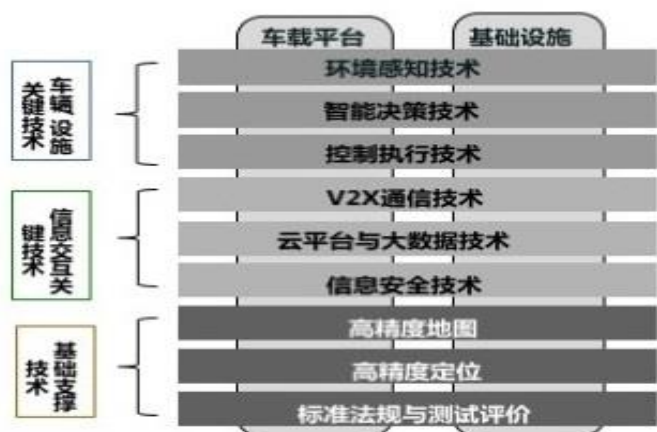 车载平台
基础设施
车辆/设施
关键技术
环境感知技术
智能决策技术
控制执行技术
信息交互关
键技术
V2X通信技术
云平台与大数据技术
信息安全技术
基础支撑
技术
高精度地图
高精度定位
标准法规与测试评价